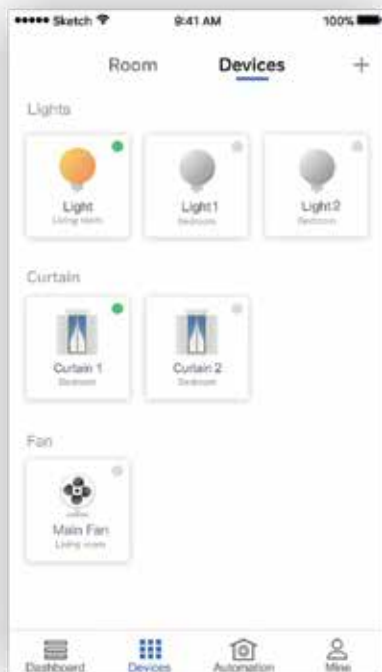 Sketch 9:41 AM 100%
Room Devices +
Lights
Light Light1 Light2
Living room Bedroom Bedroom
Curtain
Curtain 1 Curtain 2
Bedroom Bedroom
Fan
Main Fan
Living room
Dashboard Devices Automation Mine